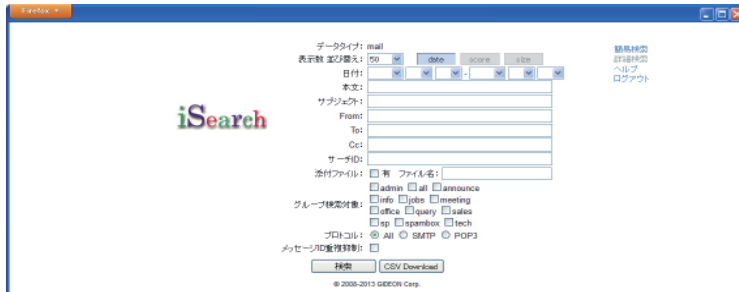 Firefox
データタイプ: mail
表示数 並び替え: 50 date score size
日付: -
本文:
サブジェクト:
From:
To:
Cc:
サーチID:
添付ファイル: 有 ファイル名:
グループ検索対象: admin all announce
info jobs meeting
office query sales
sp spambox tech
プロトコル: All SMTP POP3
メッセージID重複抑制:
検索 CSV Download
© 2008-2013 GIDEON Corp.
iSearch
簡易検索
詳細検索
ヘルプ
ログアウト